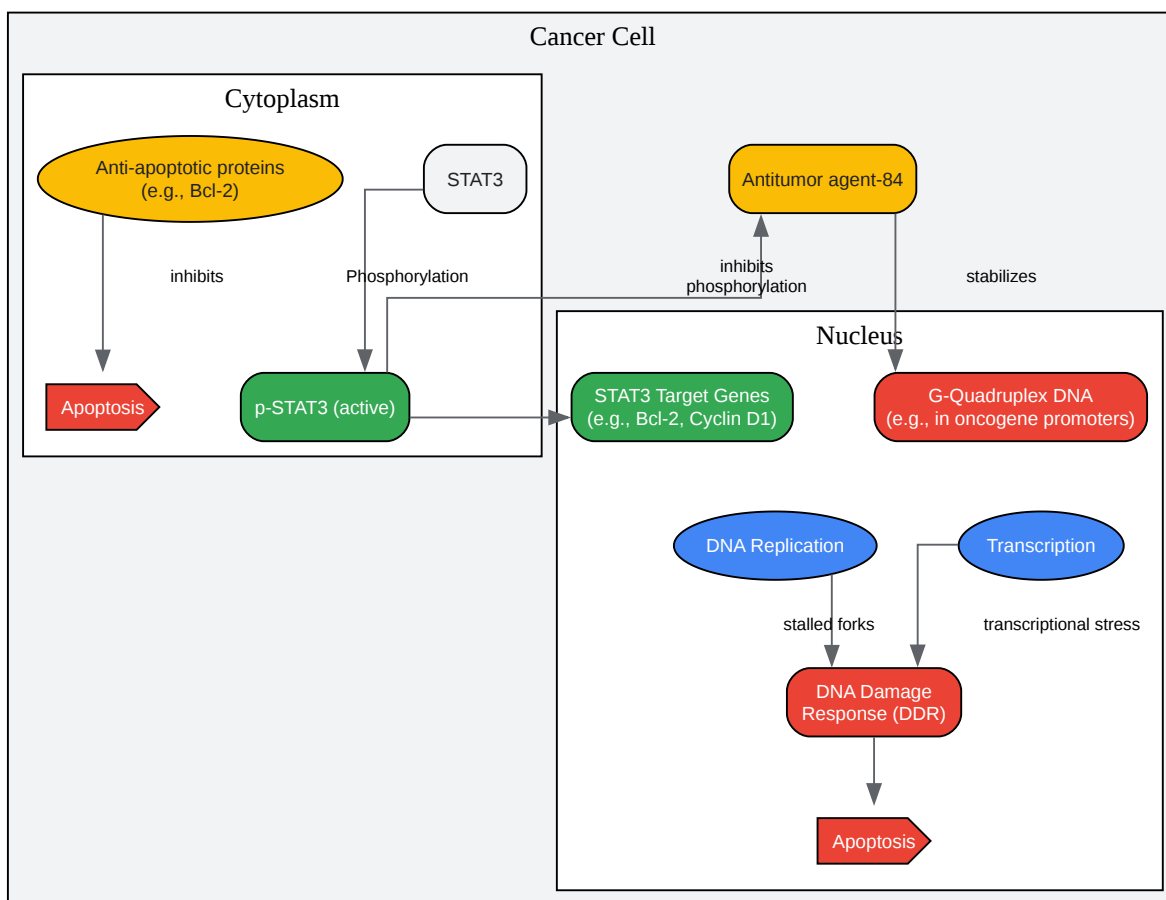 Cancer Cell
Cytoplasm
Anti-apoptotic proteins
(e.g., Bcl-2)
STAT3
Antitumor agent-84
inhibits
Phosphorylation
inhibits
phosphorylation
stabilizes
Nucleus
Apoptosis
p-STAT3 (active)
STAT3 Target Genes
(e.g., Bcl-2, Cyclin D1)
G-Quadruplex DNA
(e.g., in oncogene promoters)
DNA Replication
Transcription
stalled forks
transcriptional stress
DNA Damage
Response (DDR)
Apoptosis